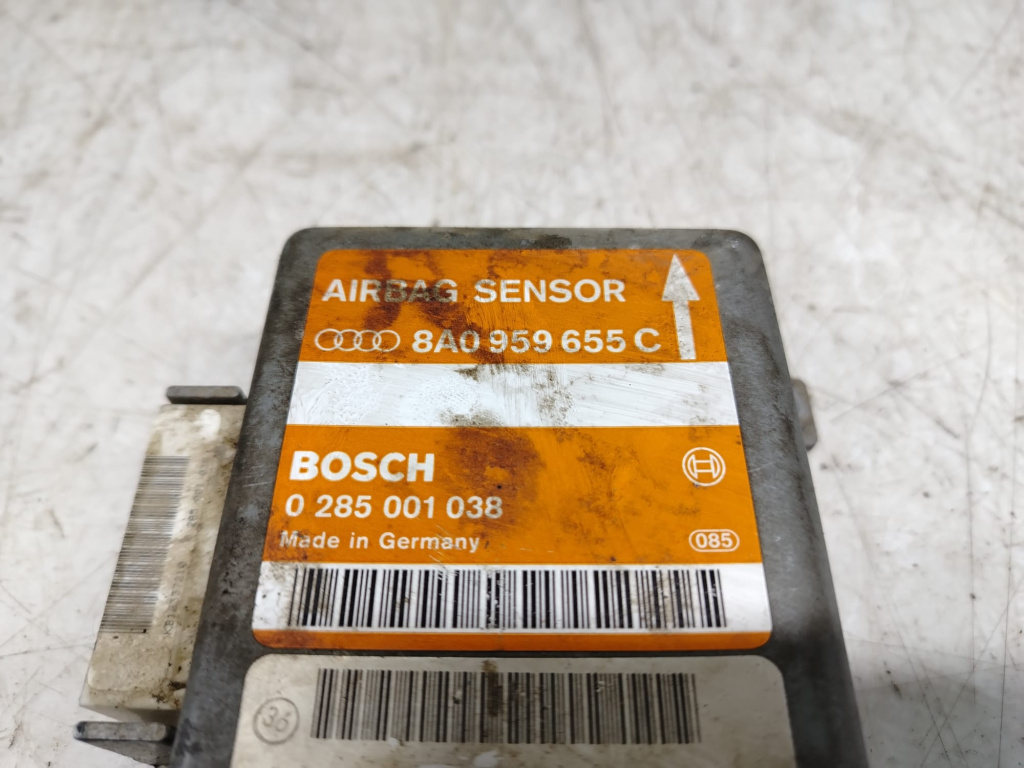 AIRBAG SENSOR
8A0 959 655 C
BOSCH
0 285 001 038
Made in Germany
085
36